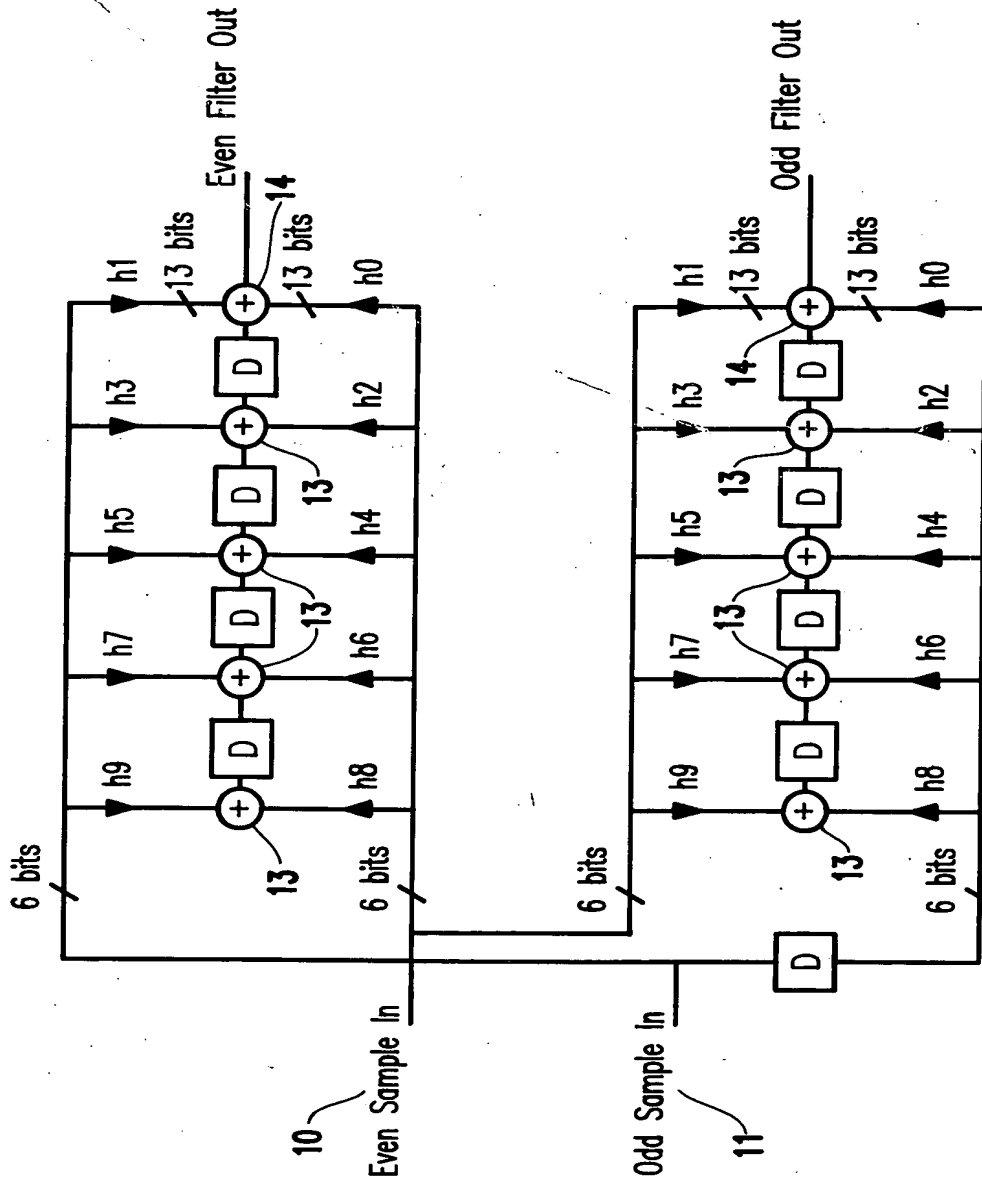 Even Filter Out
14
h1
13 bits
13 bits
h0
h3
h2
13
h5
h4
13
h7
h6
h9
h8
13
6 bits
6 bits
10
Even Sample In
D
D
D
D
+
+
+
+
+
Odd Filter Out
h1
13 bits
13 bits
h0
14
h3
h2
13
h5
h4
13
h7
h6
h9
h8
13
6 bits
6 bits
D
D
D
D
D
+
+
+
+
+
Odd Sample In
11